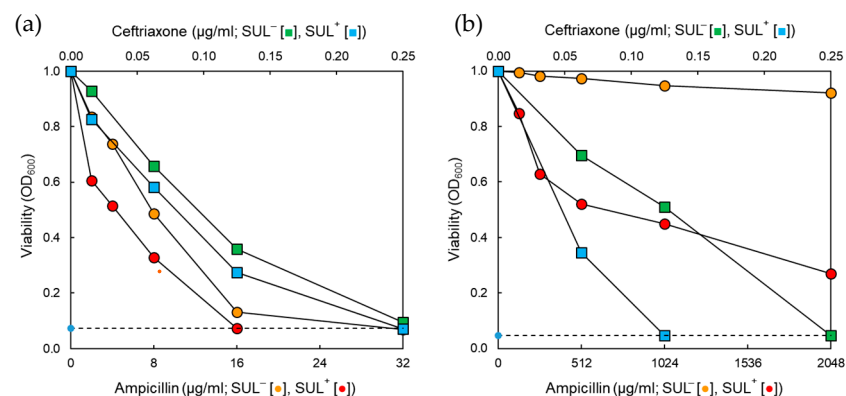 (a)
Ceftriaxone (µg/ml; SUL⁻ [■], SUL⁺ [■])
0.00 0.05 0.10 0.15 0.20 0.25
1.0
0.8
0.6
0.4
0.2
0.0
Viability (OD₆₀₀)
0 8 16 24 32
Ampicillin (µg/ml; SUL⁻ [●], SUL⁺ [●])
(b)
Ceftriaxone (µg/ml; SUL⁻ [■], SUL⁺ [■])
0.00 0.05 0.10 0.15 0.20 0.25
1.0
0.8
0.6
0.4
0.2
0.0
Viability (OD₆₀₀)
0 512 1024 1536 2048
Ampicillin (µg/ml; SUL⁻ [●], SUL⁺ [●])